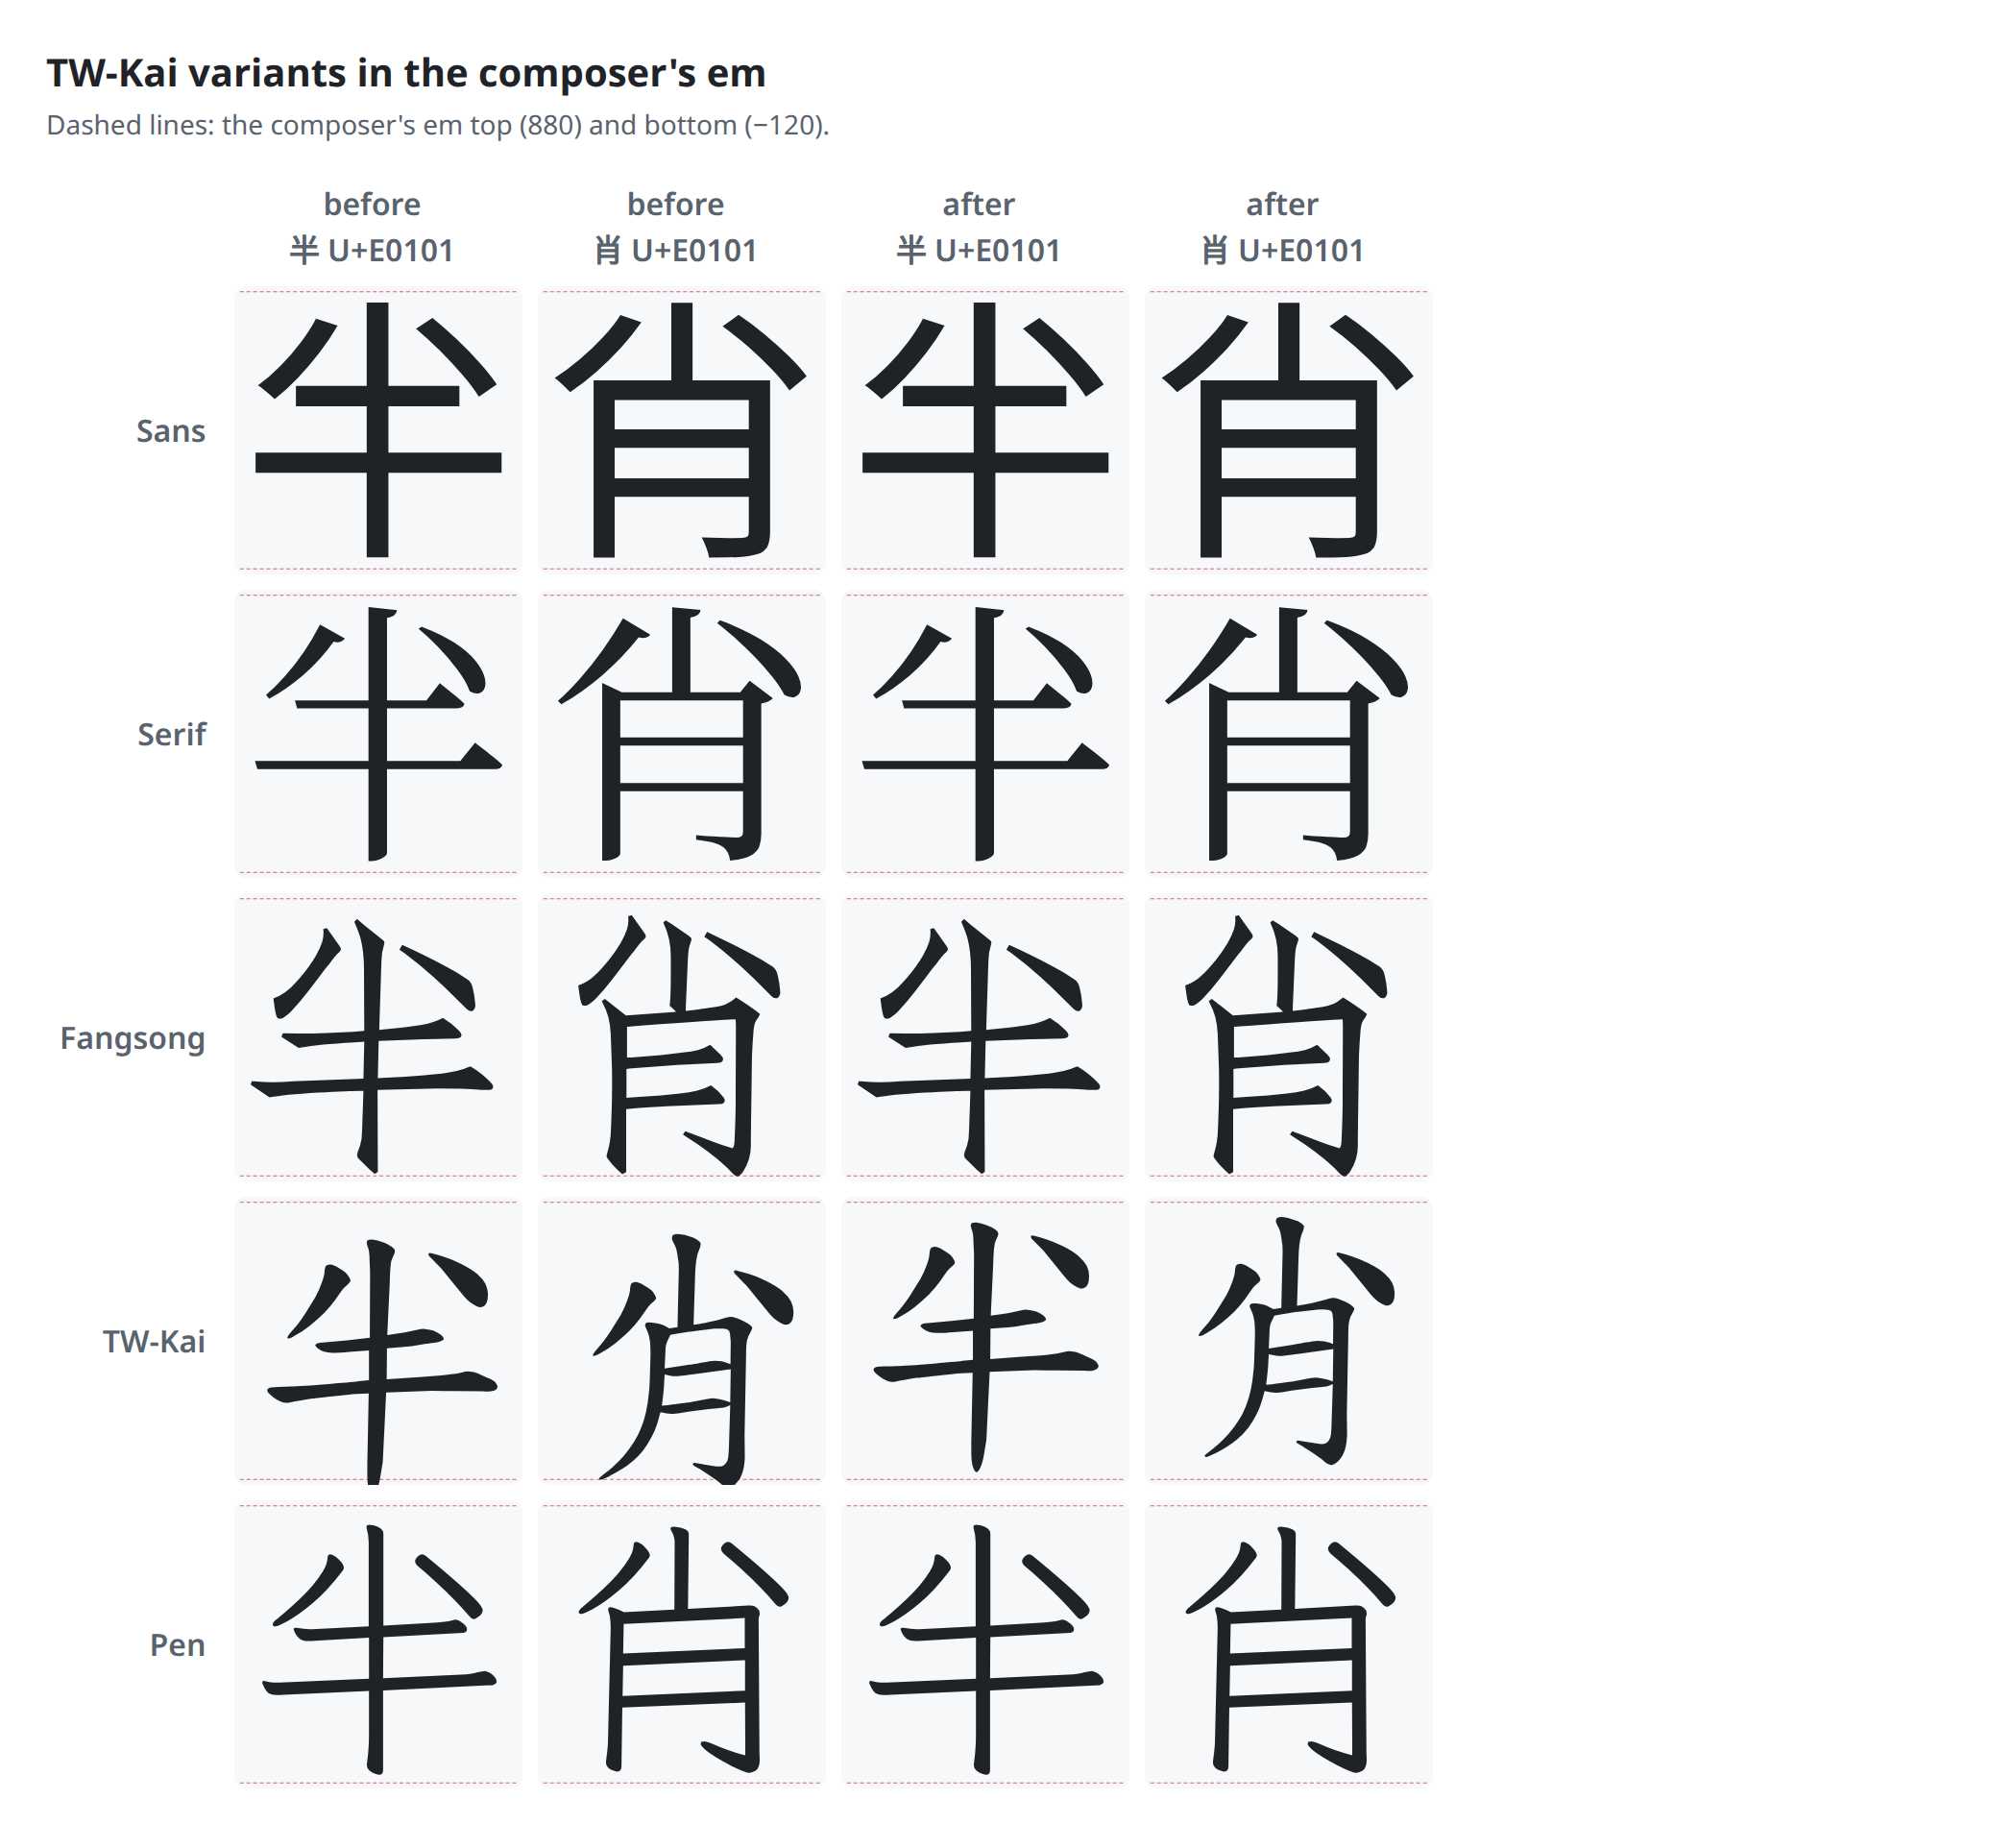 TW-Kai variants in the composer's em
Dashed lines: the composer's em top (880) and bottom (−120).
before before after after
半 U+E0101 肖 U+E0101 半 U+E0101 肖 U+E0101
Sans 半 肖 半 肖
Serif 半 肖 半 肖
Fangsong 半 肖 半 肖
TW-Kai 半 肖 半 肖
Pen 半 肖 半 肖